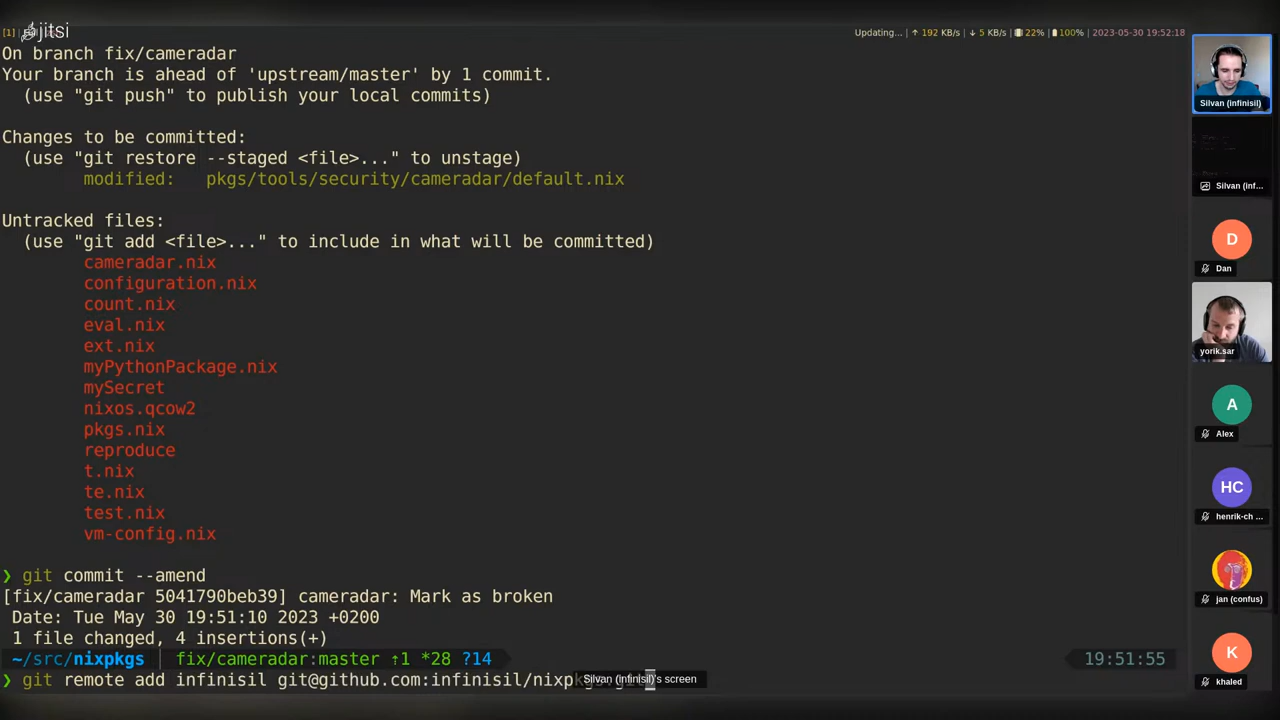 jitsi
[1]
Updating... | ↑ 192 KB/s | ↓ 5 KB/s | 22% | 100% | 2023-05-30 19:52:18
On branch fix/cameradar
Your branch is ahead of 'upstream/master' by 1 commit.
(use "git push" to publish your local commits)
Changes to be committed:
(use "git restore --staged <file>..." to unstage)
modified:   pkgs/tools/security/cameradar/default.nix
Untracked files:
(use "git add <file>..." to include in what will be committed)
cameradar.nix
configuration.nix
count.nix
eval.nix
ext.nix
myPythonPackage.nix
mySecret
nixos.qcow2
pkgs.nix
reproduce
t.nix
te.nix
test.nix
vm-config.nix
❯ git commit --amend
[fix/cameradar 5041790beb39] cameradar: Mark as broken
Date: Tue May 30 19:51:10 2023 +0200
1 file changed, 4 insertions(+)
~/src/nixpkgs | fix/cameradar:master ⇡1 *28 ?14
19:51:55
❯ git remote add infinisil git@github.com:infinisil/nixp
Silvan (infinisil)'s screen
Silvan (infinisil)
Silvan (inf...
D
Dan
yorik.sar
A
Alex
HC
henrik-ch ...
jan (confus)
K
khaled